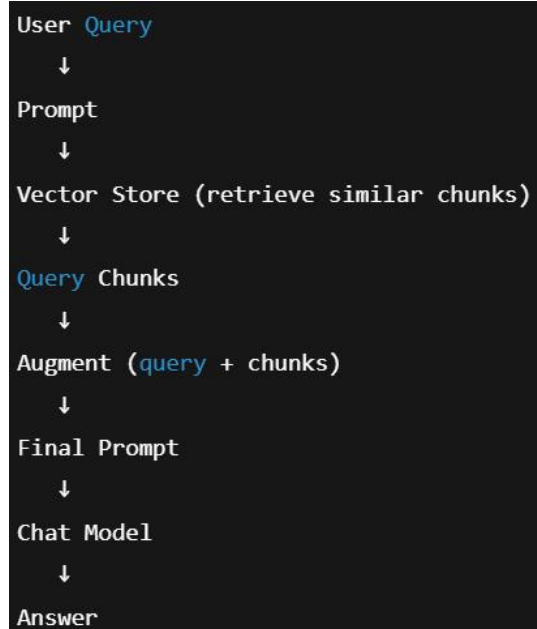 User Query
↓
Prompt
↓
Vector Store (retrieve similar chunks)
↓
Query Chunks
↓
Augment (query + chunks)
↓
Final Prompt
↓
Chat Model
↓
Answer